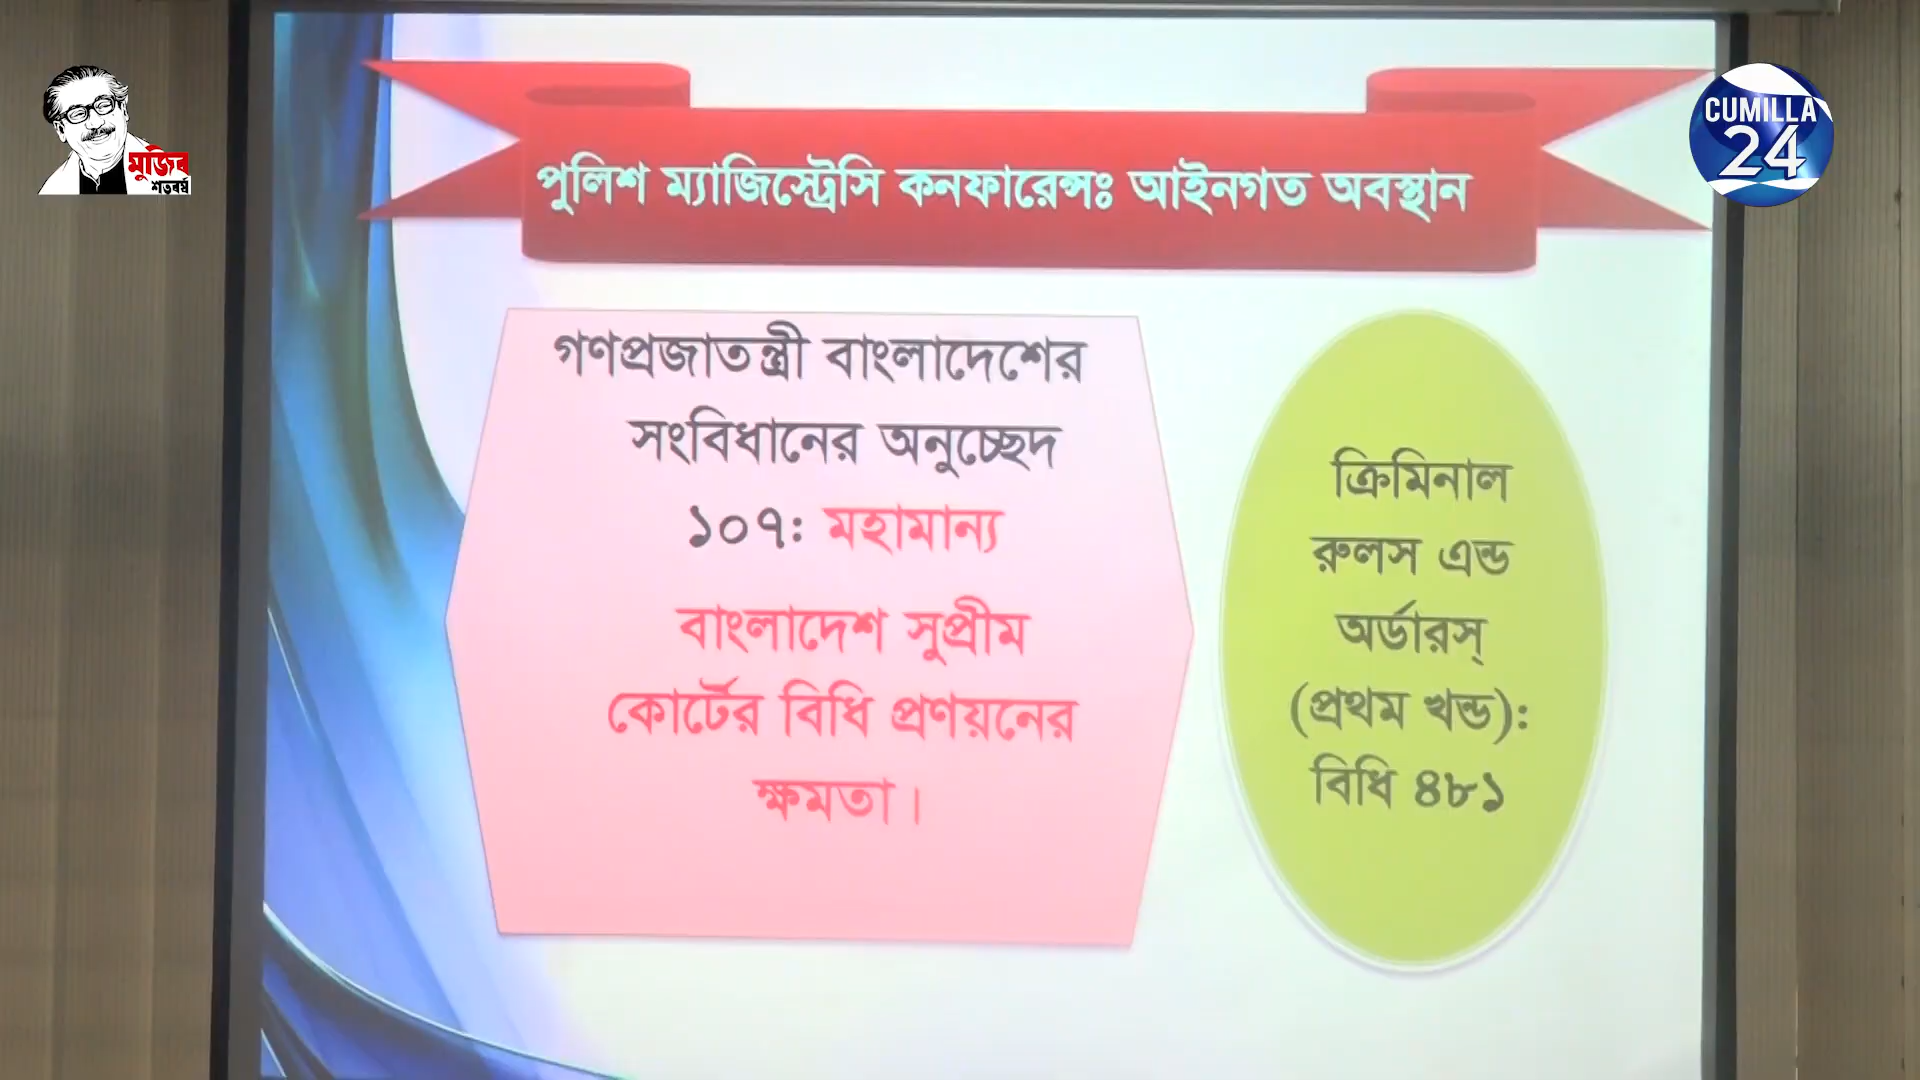 মুজিব
শতবর্ষ
CUMILLA
24
পুলিশ ম্যাজিস্ট্রেসি কনফারেন্সঃ আইনগত অবস্থান
গণপ্রজাতন্ত্রী বাংলাদেশের
সংবিধানের অনুচ্ছেদ
১০৭: মহামান্য
বাংলাদেশ সুপ্রীম
কোর্টের বিধি প্রণয়নের
ক্ষমতা।
ক্রিমিনাল
রুলস এন্ড
অর্ডারস্
(প্রথম খন্ড):
বিধি ৪৮১